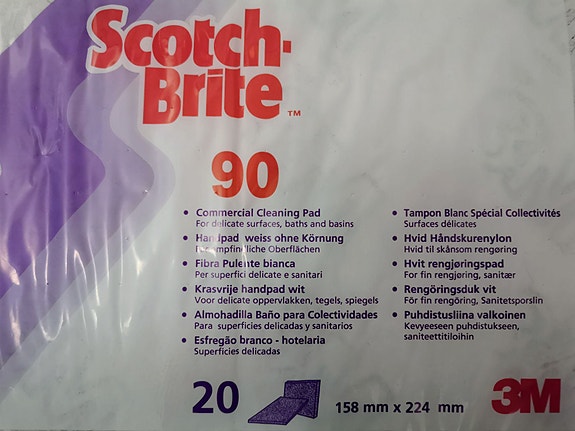 Scotch-
Brite ™
90
• Commercial Cleaning Pad
For delicate surfaces, baths and basins
• Handpad weiss ohne Körnung
Für empfindliche Oberflächen
• Fibra Pulente bianca
Per superfici delicate e sanitari
• Krasvrije handpad wit
Voor delicate oppervlakken, tegels, spiegels
• Almohadilla Baño para Colectividades
Para superficies delicadas y sanitarios
• Esfregão branco - hotelaria
Superficies delicadas
• Tampon Blanc Spécial Collectivités
Surfaces délicates
• Hvid Håndskurenylon
Hvid til skånsom rengøring
• Hvit rengjøringspad
For fin rengjøring, sanitær
• Rengöringsduk vit
För fin rengöring, Sanitetsporslin
• Puhdistusliina valkoinen
Kevyeeseen puhdistukseen,
saniteettitiloihin
20
158 mm x 224 mm
3M